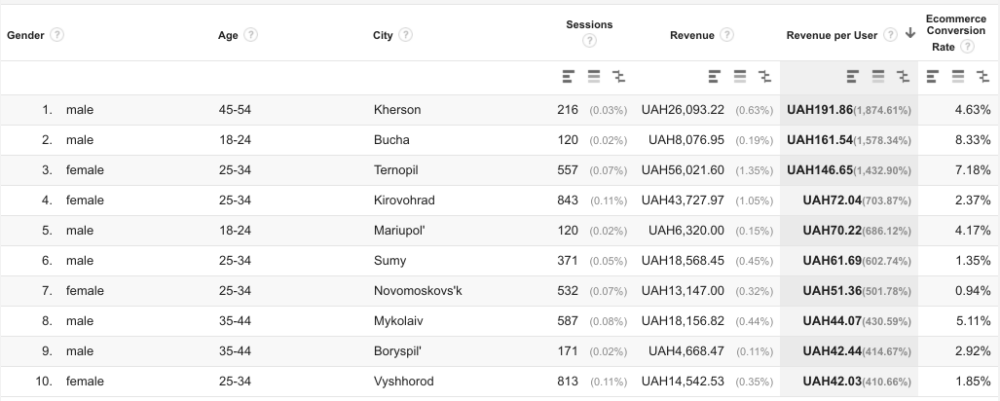 Gender ? Age ? City ? Sessions ? Revenue ? Revenue per User ? Ecommerce Conversion Rate ?
1. male 45-54 Kherson 216 (0.03%) UAH26,093.22 (0.63%) UAH191.86(1,874.61%) 4.63%
2. male 18-24 Bucha 120 (0.02%) UAH8,076.95 (0.19%) UAH161.54(1,578.34%) 8.33%
3. female 25-34 Ternopil 557 (0.07%) UAH56,021.60 (1.35%) UAH146.65(1,432.90%) 7.18%
4. female 25-34 Kirovohrad 843 (0.11%) UAH43,727.97 (1.05%) UAH72.04(703.87%) 2.37%
5. male 18-24 Mariupol' 120 (0.02%) UAH6,320.00 (0.15%) UAH70.22(686.12%) 4.17%
6. male 25-34 Sumy 371 (0.05%) UAH18,568.45 (0.45%) UAH61.69(602.74%) 1.35%
7. female 25-34 Novomoskovs'k 532 (0.07%) UAH13,147.00 (0.32%) UAH51.36(501.78%) 0.94%
8. male 35-44 Mykolaiv 587 (0.08%) UAH18,156.82 (0.44%) UAH44.07(430.59%) 5.11%
9. male 35-44 Boryspil' 171 (0.02%) UAH4,668.47 (0.11%) UAH42.44(414.67%) 2.92%
10. female 25-34 Vyshhorod 813 (0.11%) UAH14,542.53 (0.35%) UAH42.03(410.66%) 1.85%